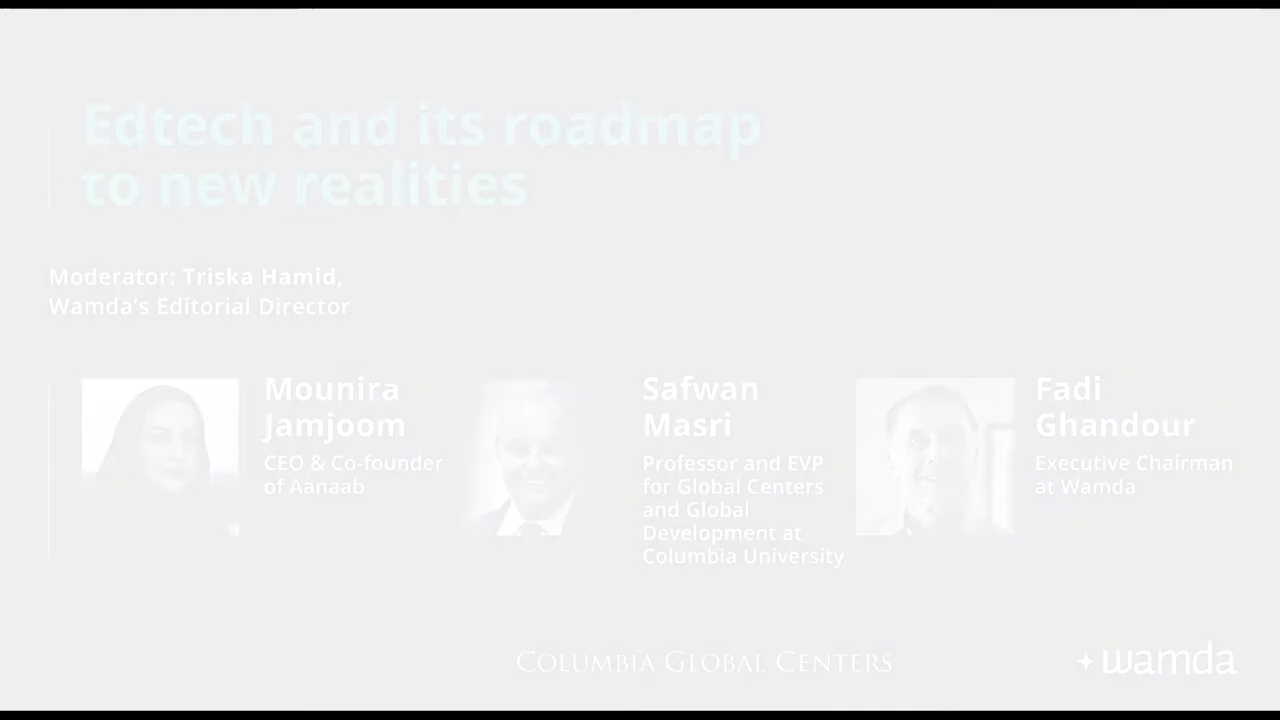 Edtech and its roadmap
to new realities
Moderator: Triska Hamid,
Wamda's Editorial Director
Mounira
Jamjoom
CEO & Co-founder
of Aanaab
Safwan
Masri
Professor and EVP
for Global Centers
and Global
Development at
Columbia University
Fadi
Ghandour
Executive Chairman
at Wamda
COLUMBIA GLOBAL CENTERS
wamda